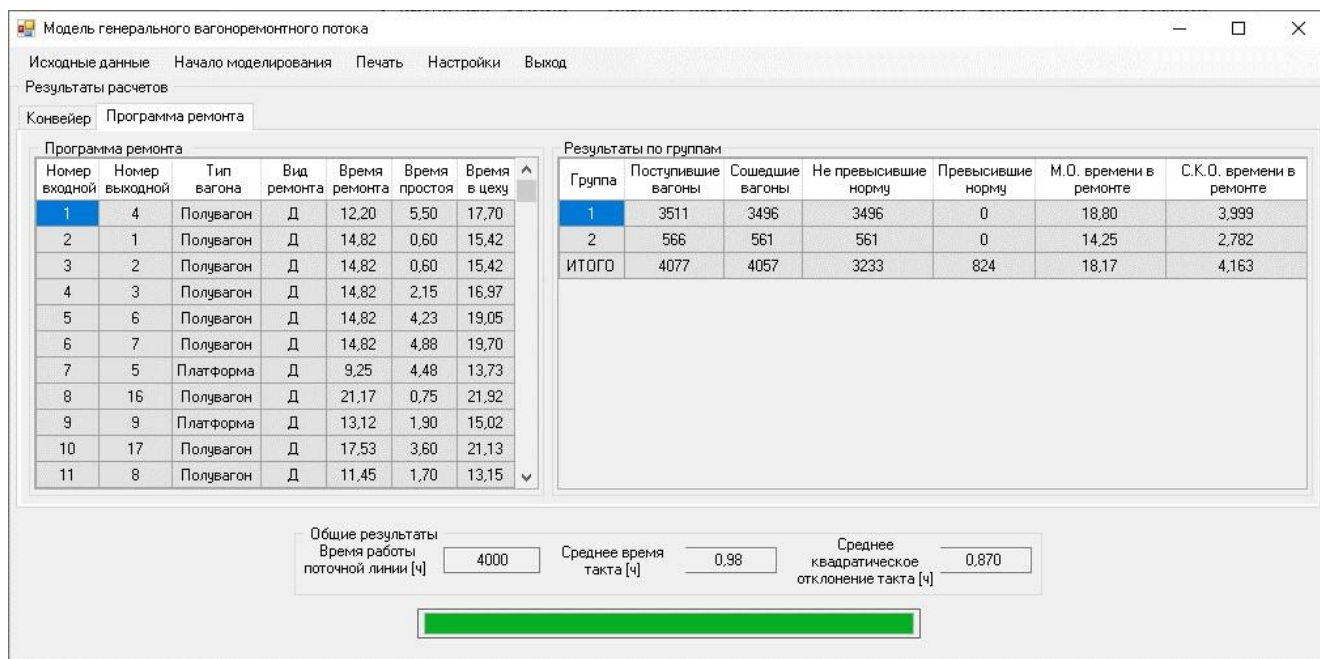 Модель генерального вагоноремонтного потока
Исходные данные Начало моделирования Печать Настройки Выход
Результаты расчетов
Конвейер Программа ремонта
Программа ремонта
Номер входной Номер выходной Тип вагона Вид ремонта Время ремонта Время простоя Время в цеху
1 4 Полувагон Д 12,20 5,50 17,70
2 1 Полувагон Д 14,82 0,60 15,42
3 2 Полувагон Д 14,82 0,60 15,42
4 3 Полувагон Д 14,82 2,15 16,97
5 6 Полувагон Д 14,82 4,23 19,05
6 7 Полувагон Д 14,82 4,88 19,70
7 5 Платформа Д 9,25 4,48 13,73
8 16 Полувагон Д 21,17 0,75 21,92
9 9 Платформа Д 13,12 1,90 15,02
10 17 Полувагон Д 17,53 3,60 21,13
11 8 Полувагон Д 11,45 1,70 13,15
Результаты по группам
Группа Поступившие вагоны Сошедшие вагоны Не превысившие норму Превысившие норму М.О. времени в ремонте С.К.О. времени в ремонте
1 3511 3496 3496 0 18,80 3,999
2 566 561 561 0 14,25 2,782
ИТОГО 4077 4057 3233 824 18,17 4,163
Общие результаты
Время работы
поточной линии [ч] 4000
Среднее время
такта [ч] 0,98
Среднее
квадратическое
отклонение такта [ч] 0,870